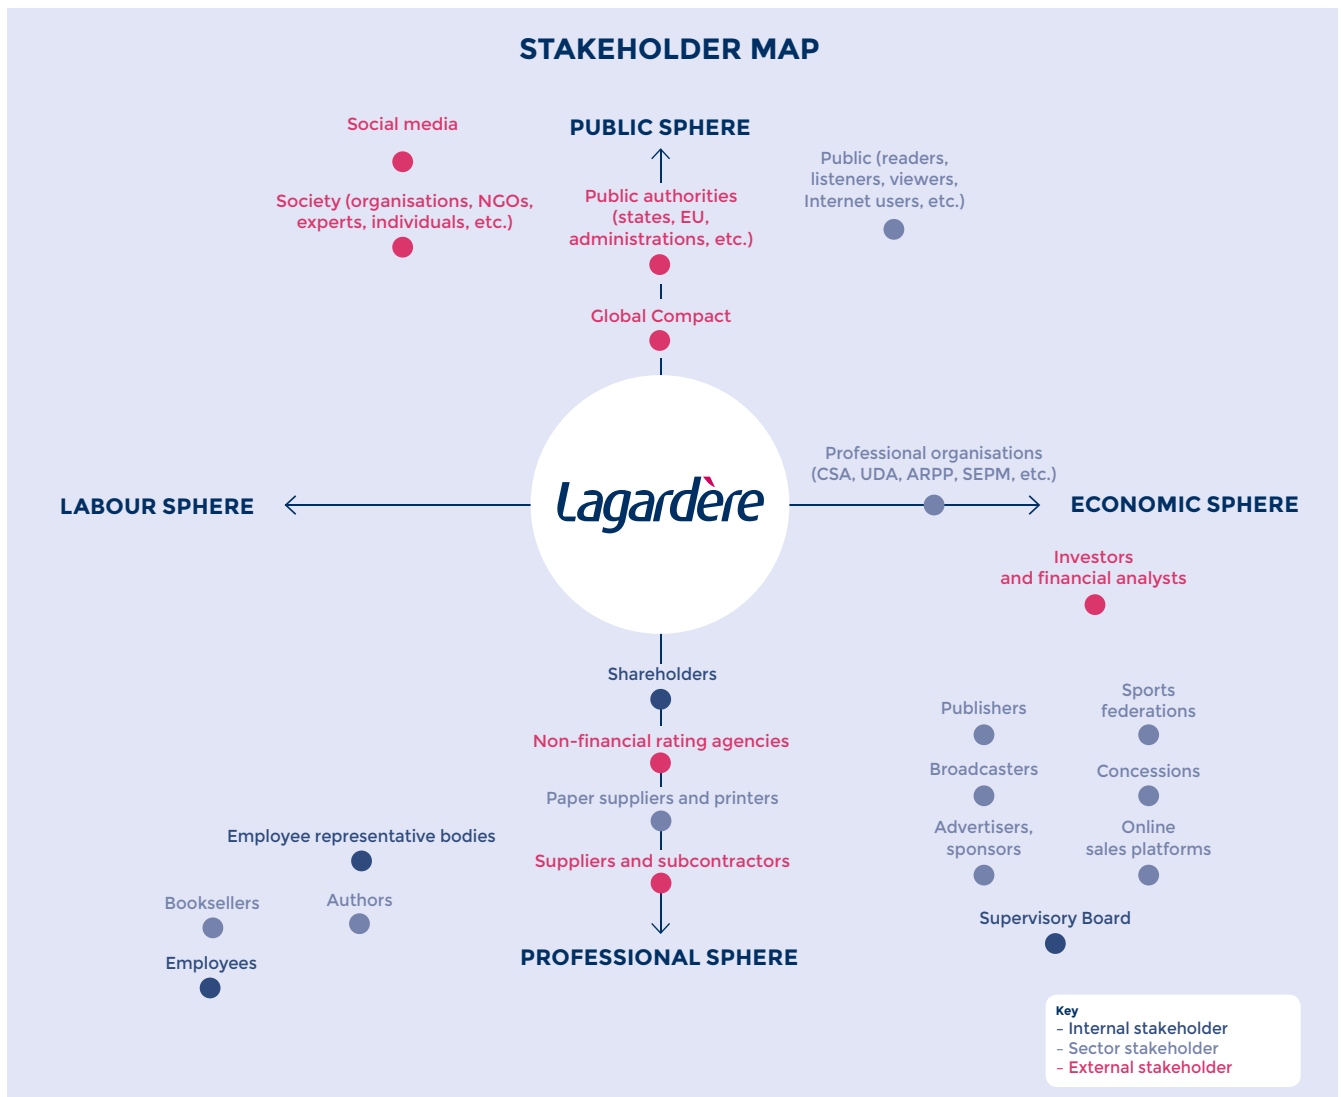 STAKEHOLDER MAP
Social media
PUBLIC SPHERE
Public (readers,
listeners, viewers,
Internet users, etc.)
Society (organisations, NGOs,
experts, individuals, etc.)
Public authorities
(states, EU,
administrations, etc.)
Global Compact
Professional organisations
(CSA, UDA, ARPP, SEPM, etc.)
LABOUR SPHERE
Lagardère
ECONOMIC SPHERE
Investors
and financial analysts
Shareholders
Non-financial rating agencies
Paper suppliers and printers
Suppliers and subcontractors
Publishers
Sports
federations
Broadcasters
Concessions
Advertisers,
sponsors
Online
sales platforms
Supervisory Board
Employee representative bodies
Booksellers
Authors
Employees
PROFESSIONAL SPHERE
Key
– Internal stakeholder
– Sector stakeholder
– External stakeholder